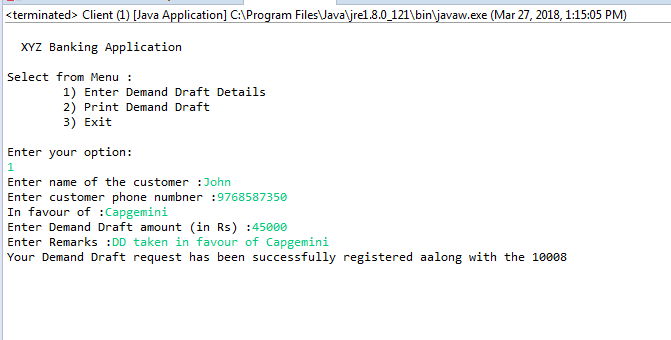 <terminated> Client (1) [Java Application] C:\Program Files\Java\jre1.8.0_121\bin\javaw.exe (Mar 27, 2018, 1:15:05 PM)
XYZ Banking Application
Select from Menu :
1) Enter Demand Draft Details
2) Print Demand Draft
3) Exit
Enter your option:
1
Enter name of the customer :John
Enter customer phone numbner :9768587350
In favour of :Capgemini
Enter Demand Draft amount (in Rs) :45000
Enter Remarks :DD taken in favour of Capgemini
Your Demand Draft request has been successfully registered aalong with the 10008